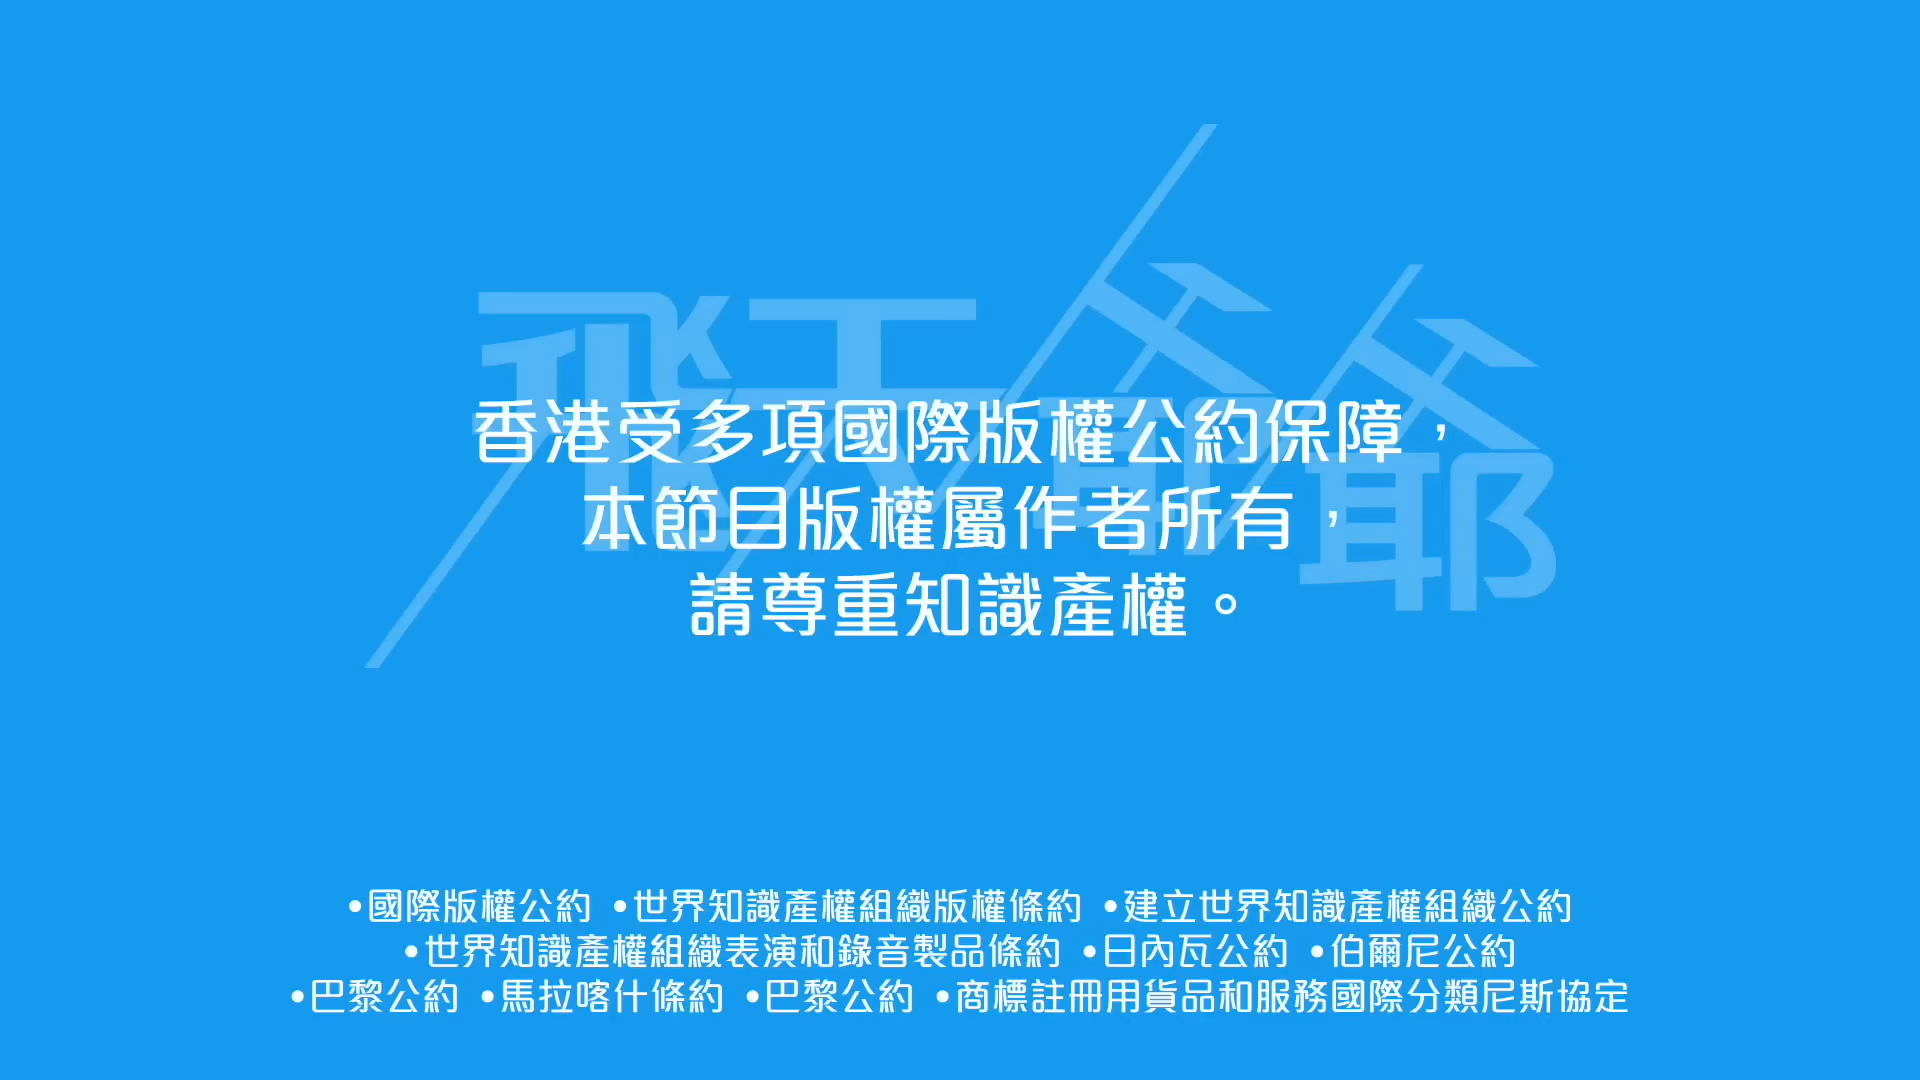 飛天爺爺
香港受多項國際版權公約保障，
本節目版權屬作者所有，
請尊重知識產權。
•國際版權公約 •世界知識產權組織版權條約 •建立世界知識產權組織公約
•世界知識產權組織表演和錄音製品條約 •日內瓦公約 •伯爾尼公約
•巴黎公約 •馬拉喀什條約 •巴黎公約 •商標註冊用貨品和服務國際分類尼斯協定